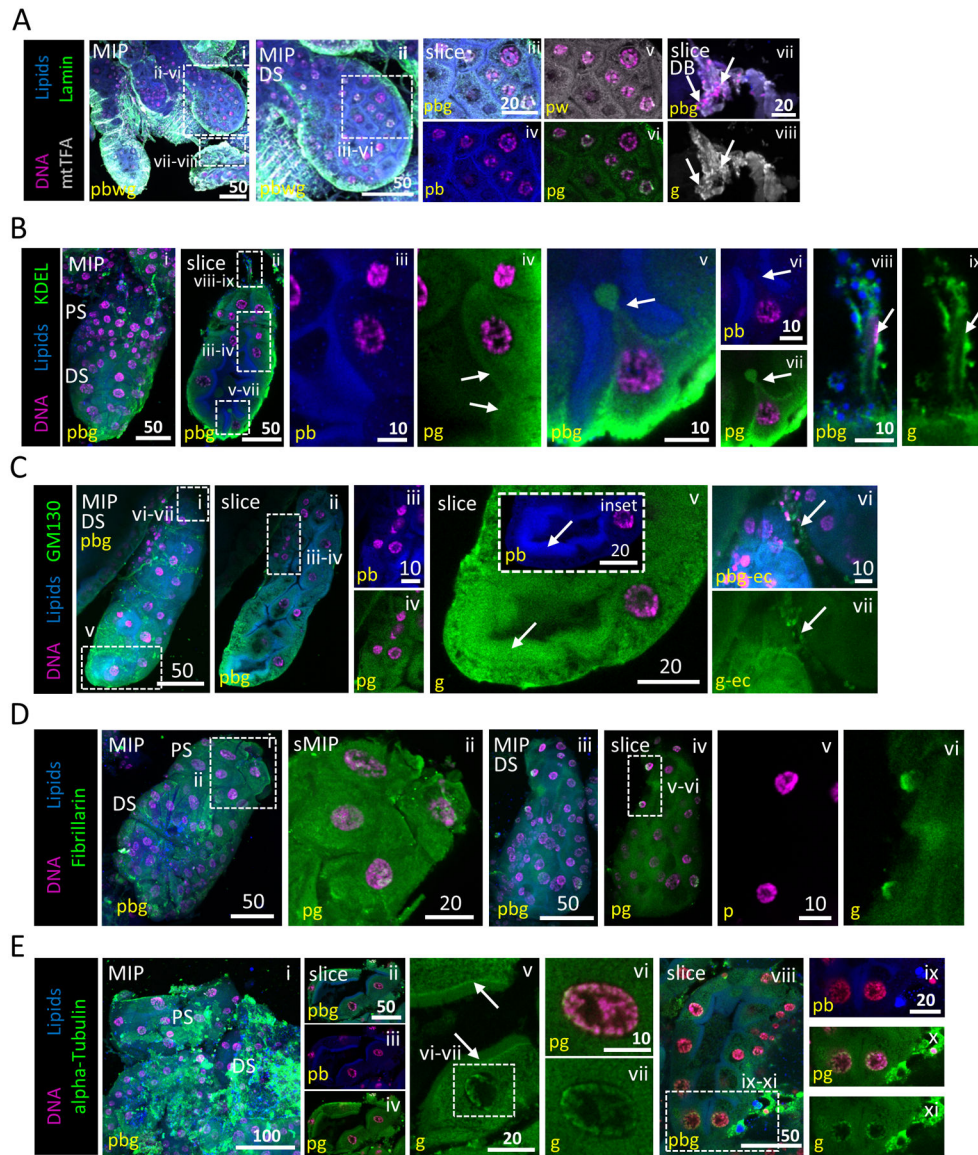 A
DNA Lipids
mtTFA Lamin
MIP
i
ii-vi
vii-viii
pbwg
50
MIP
DS
ii
iii-vi
pbwg
50
slice
iii
pbg
20
iv
pb
v
pw
vi
pg
slice
DB
vii
pbg
20
viii
g
B
DNA Lipids KDEL
MIP
i
PS
DS
pbg
50
slice
ii
viii-ix
iii-iv
v-vii
pbg
50
iii
pb
10
iv
pg
10
v
pbg
10
vi
pb
10
vii
pg
10
viii
pbg
10
ix
g
C
DNA Lipids GM130
MIP
DS
pbg
i
vi-vii
v
50
slice
ii
iii-iv
pbg
iii
pb
10
iv
pg
slice
v
inset
pb
20
g
20
vi
pbg-ec
10
vii
g-ec
D
DNA Lipids
Fibrillarin
MIP
i
PS
ii
DS
pbg
50
sMIP
ii
pg
20
MIP
DS
iii
pbg
50
slice
iv
v-vi
pg
v
p
10
vi
g
E
DNA Lipids
alpha-Tubulin
MIP
i
PS
DS
pbg
100
slice
ii
pbg
50
iii
pb
iv
pg
v
vi-vii
g
20
vi
pg
10
vii
slice
viii
ix-xi
pbg
50
ix
pb
20
x
pg
xi
g